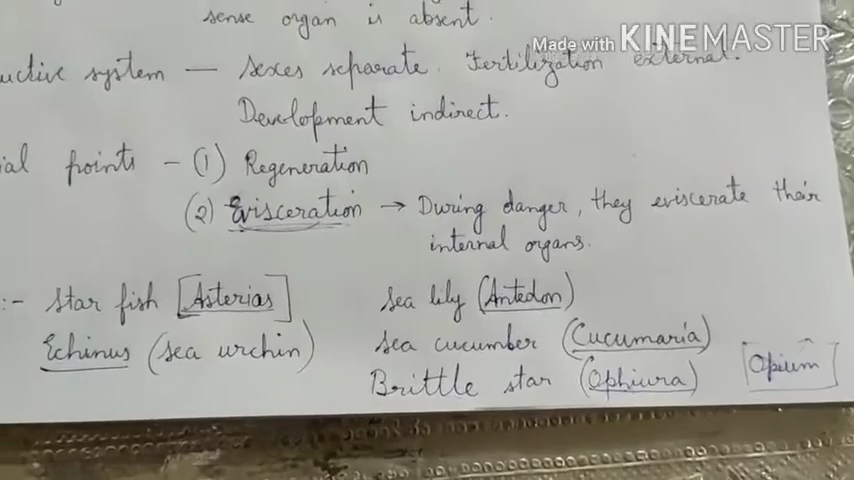 sense organ is absent.
Made with KINEMASTER
uctive system — Sexes separate. Fertilization external.
Development indirect.
ial points - (1) Regeneration
(2) Evisceration → During danger, they eviscerate their
internal organs.
:- Star fish [Asterias] Sea lily (Antedon)
Echinus (sea urchin) Sea cucumber (Cucumaria)
Brittle star (Ophiura) [Opium]